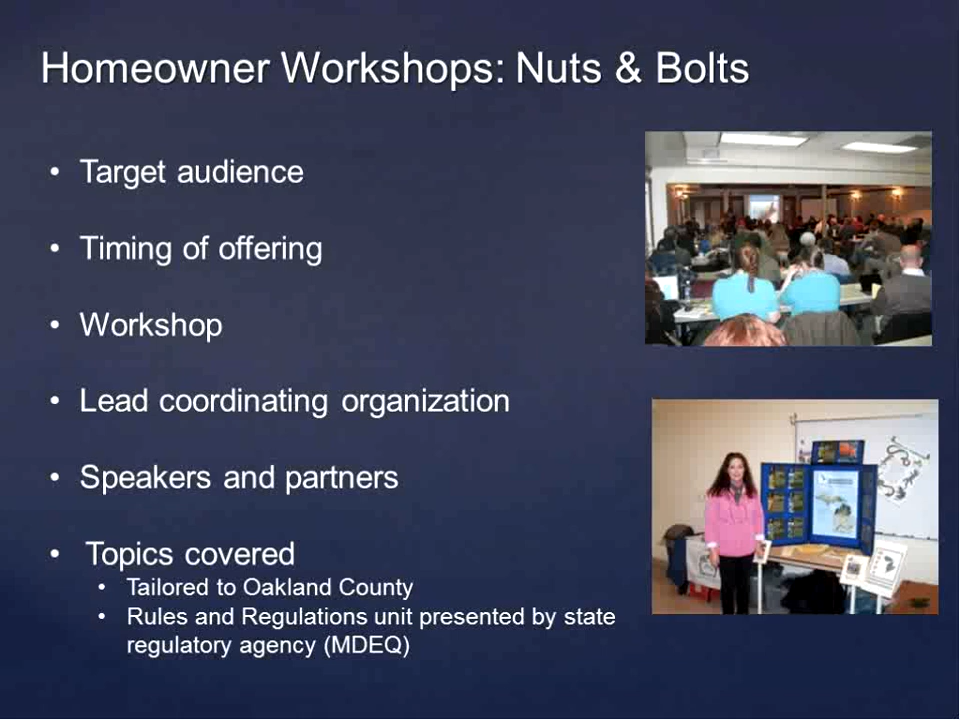 Homeowner Workshops: Nuts & Bolts
• Target audience
• Timing of offering
• Workshop
• Lead coordinating organization
• Speakers and partners
• Topics covered
• Tailored to Oakland County
• Rules and Regulations unit presented by state
regulatory agency (MDEQ)